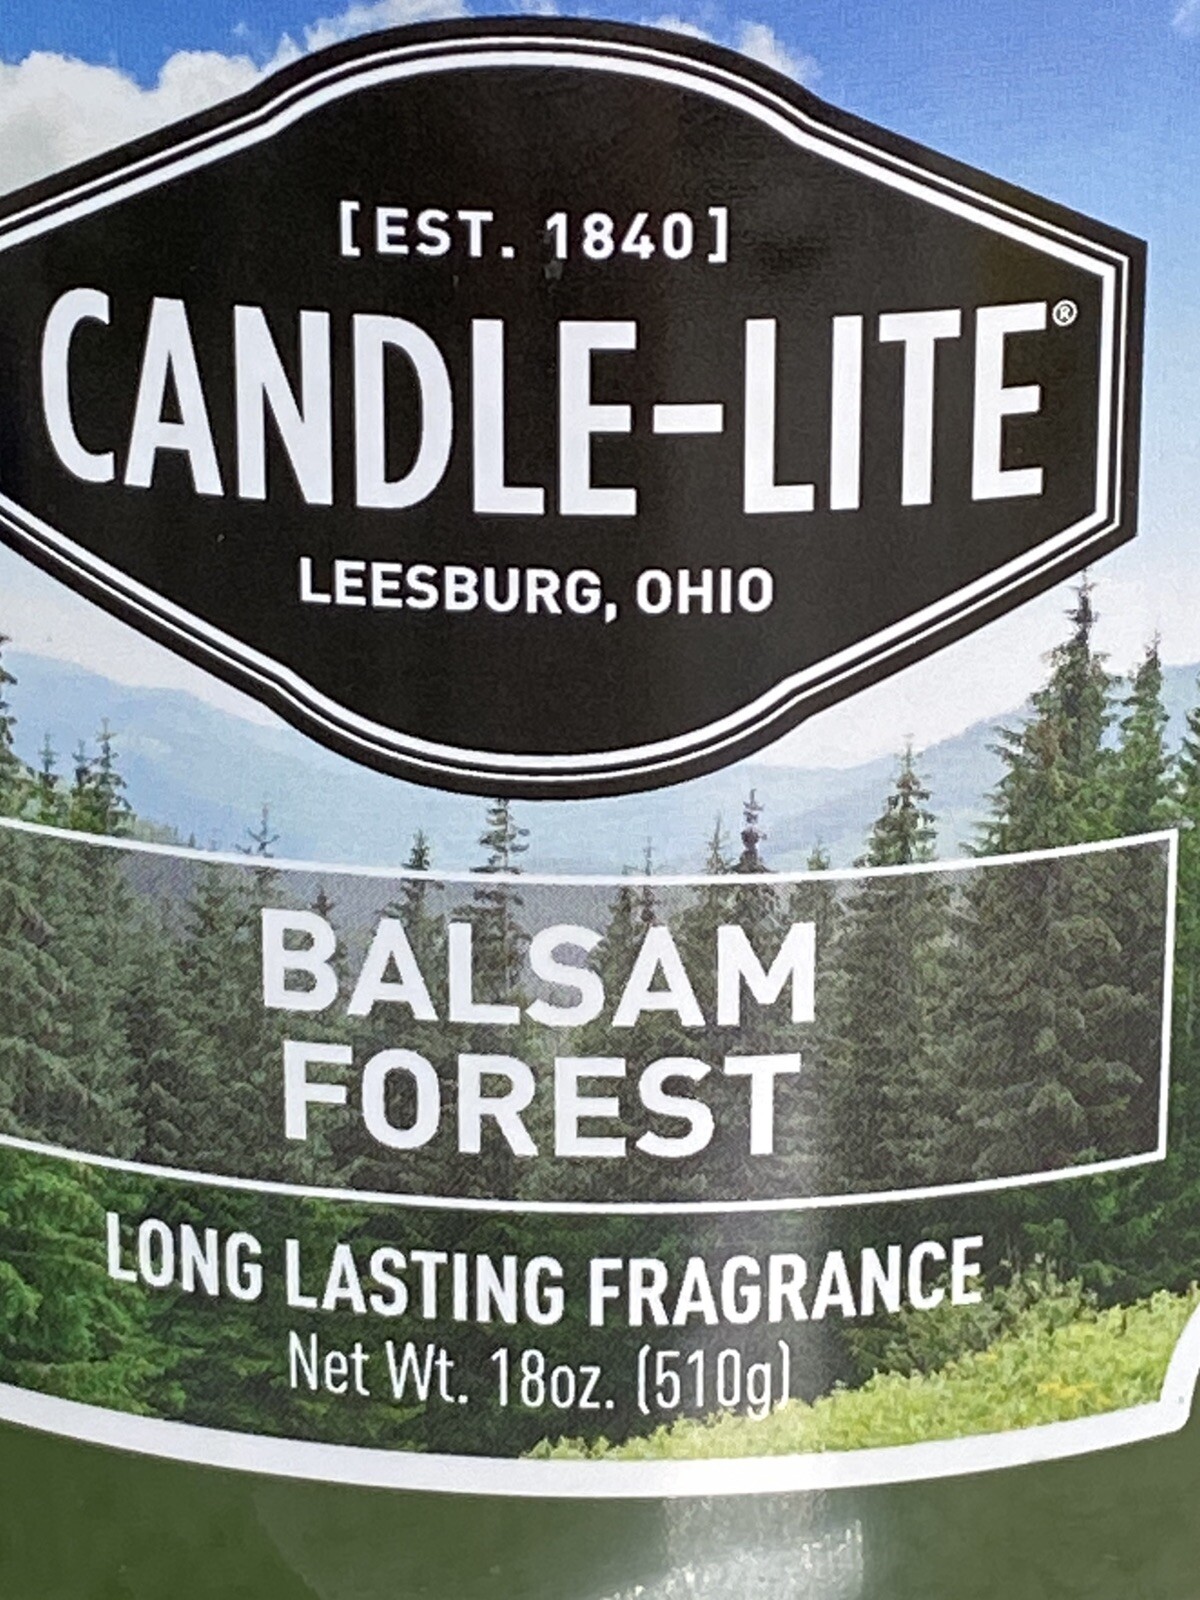 [EST. 1840]
CANDLE-LITE®
LEESBURG, OHIO
BALSAM
FOREST
LONG LASTING FRAGRANCE
Net Wt. 18oz. (510g)